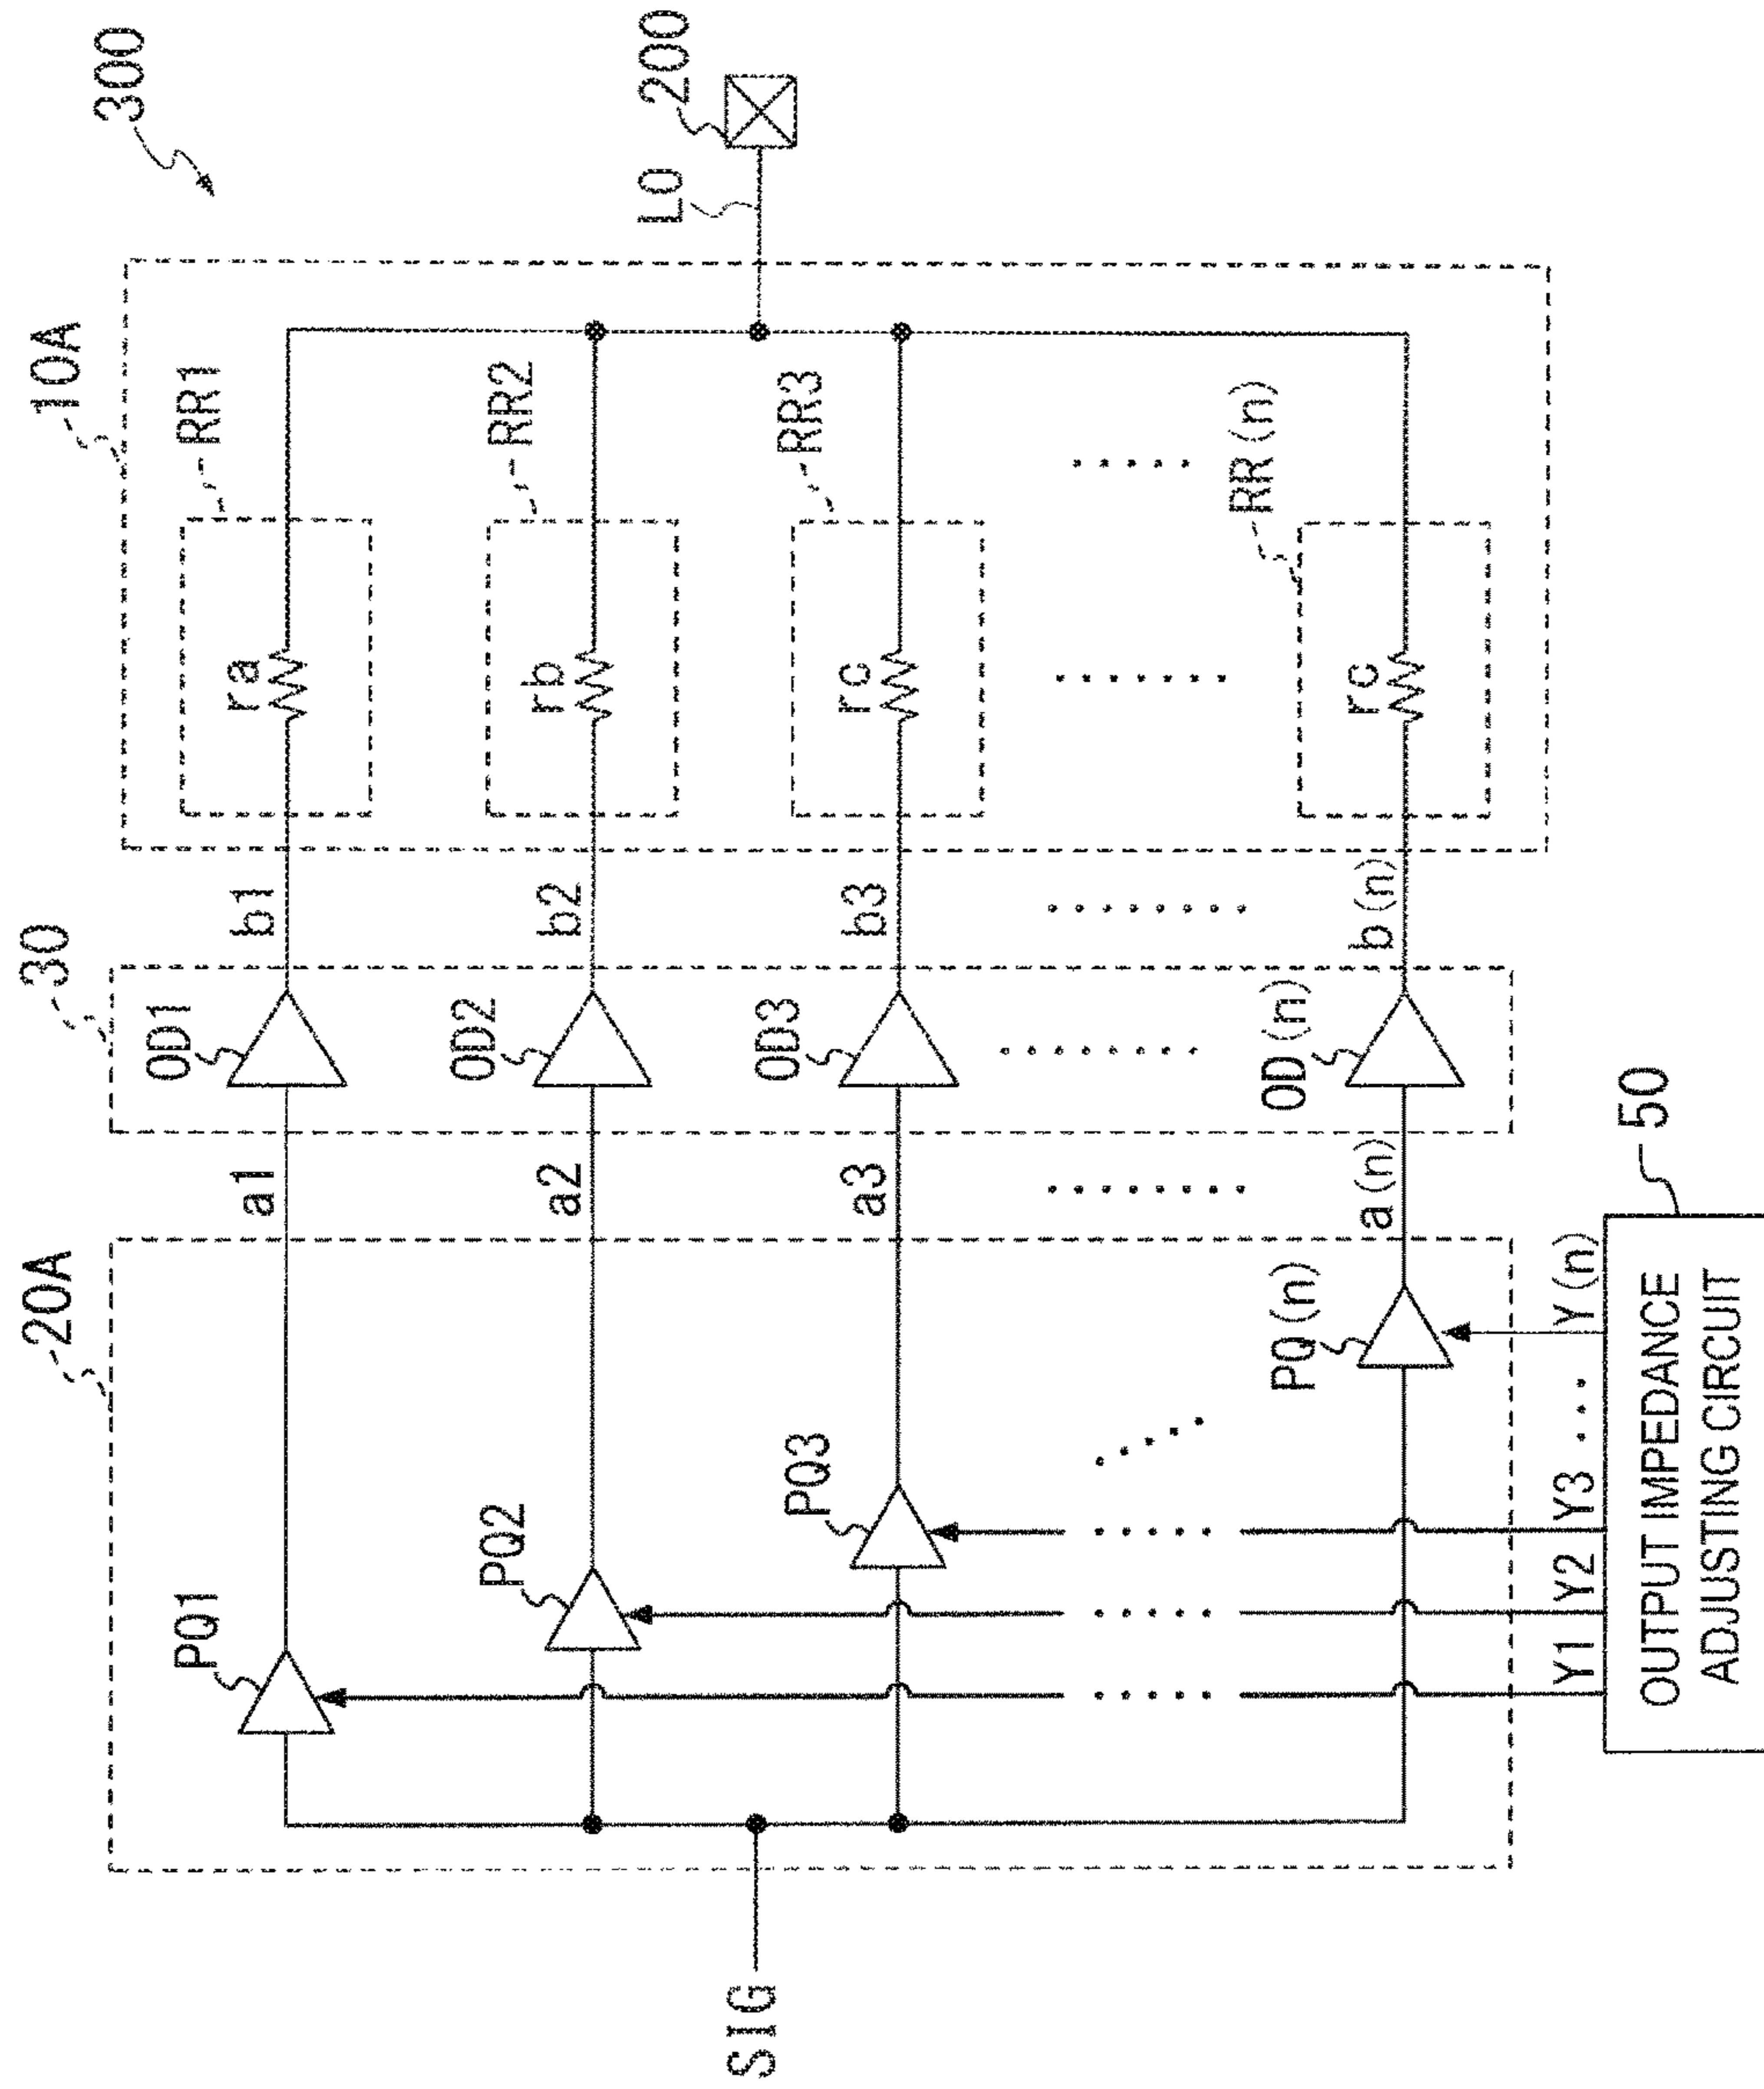 300
10A
30
20A
RR1
ra
b1
OD1
a1
PQ1
RR2
rb
b2
OD2
a2
PQ2
SIG
LO
200
RR3
rc
b3
OD3
a3
PQ3
RR(n)
rc
b(n)
OD(n)
a(n)
PQ(n)
Y1 Y2 Y3 ... Y(n)
OUTPUT IMPEDANCE
ADJUSTING CIRCUIT
50